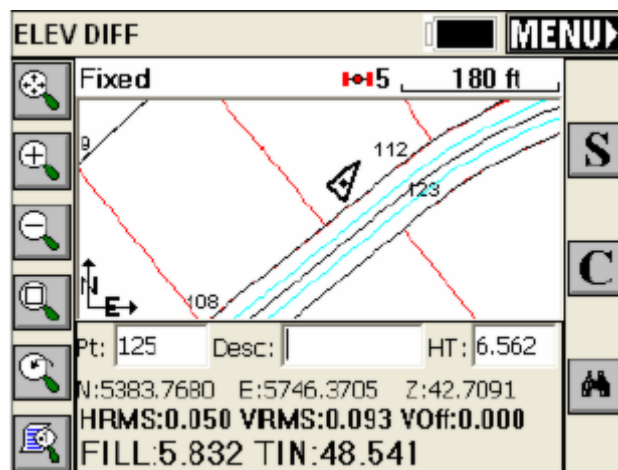 ELEV DIFF MENU
Fixed 5 180 ft
9
112
S
123
C
N
E
108
Pt: 125 Desc: HT: 6.562
N:5383.7680 E:5746.3705 Z:42.7091
HRMS:0.050 VRMS:0.093 VOff:0.000
FILL:5.832 TIN:48.541